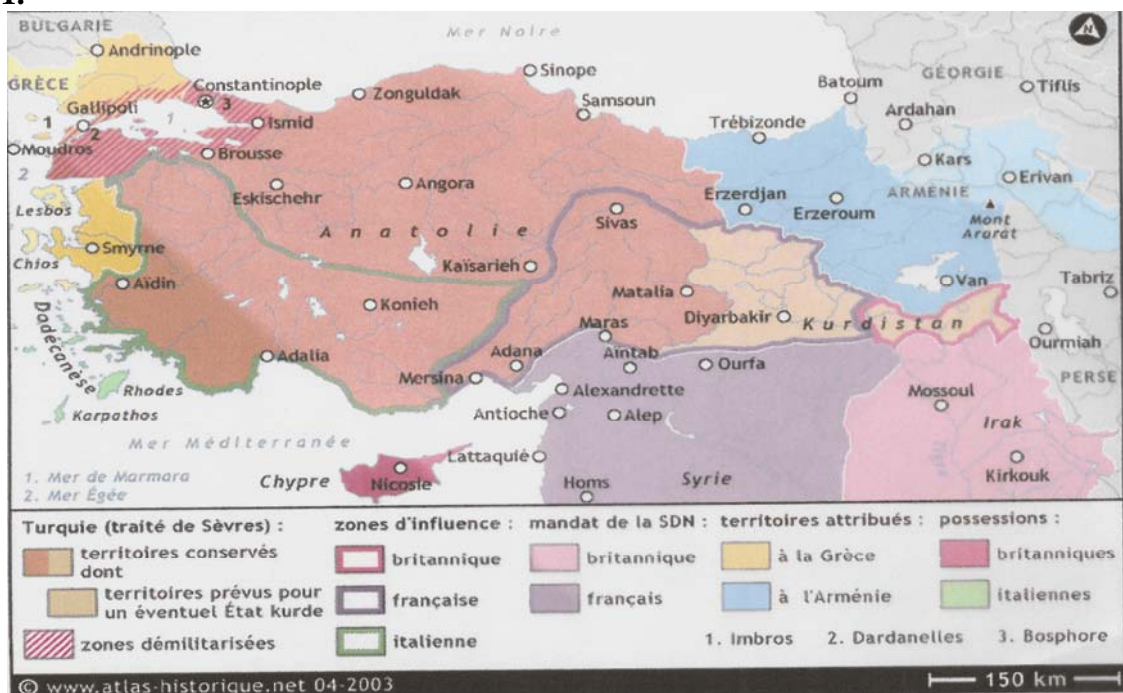 1.
BULGARIE
Mer Noire
N
Andrinople
Sinope
GÉORGIE
GRÈCE
Constantinople
Batoum
Tiflis
3
Zonguldak
Samsoun
Ardahan
Gallipoli
1
1
Ismid
Trébizonde
2
Moudros
Brousse
Kars
2
Erivan
Eskischehr
Angora
Erzerdjan
ARMÉNIE
Lesbos
Sivas
Erzeroum
Mont
Ararat
Smyrne
Anatolie
Chios
Kaïsarieh
Van
Tabriz
Aïdin
Konieh
Matalia
Diyarbakir
Kurdistan
Dodécanèse
Maras
Ourmiah
Adalia
Adana
Aintab
Ourfa
Rhodes
Mersina
Alexandrette
PERSE
Karpathos
Mossoul
Antioche
Alep
Irak
Mer Méditerranée
Lattaquié
Tigre
1. Mer de Marmara
Chypre
Kirkouk
2. Mer Égée
Nicosie
Homs
Syrie
Turquie (traité de Sèvres) :
territoires conservés
dont
territoires prévus pour
un éventuel État kurde
zones démilitarisées
zones d'influence :
britannique
française
italienne
mandat de la SDN :
britannique
français
territoires attribués :
à la Grèce
à l'Arménie
possessions :
britanniques
italiennes
1. Imbros 2. Dardanelles 3. Bosphore
© www.atlas-historique.net 04-2003
150 km